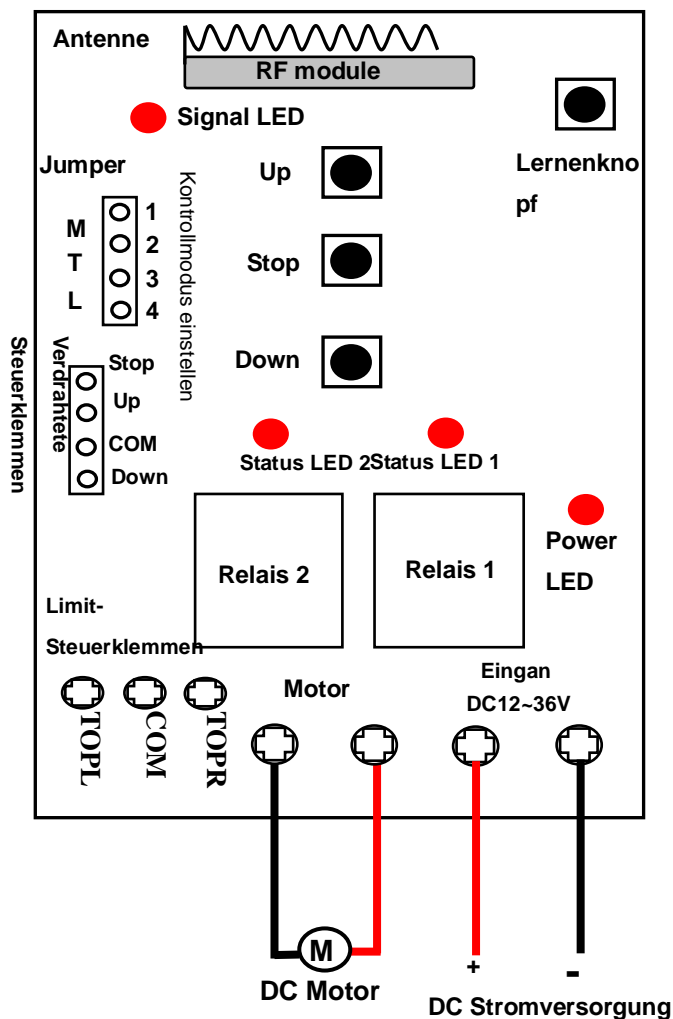 Antenne
RF module
Signal LED
Jumper
M
T
L
1
2
3
4
Kontrollmodus einstellen
Up
Stop
Down
Lernenkno
pf
Steuerklemmen
Verdrahtete
Stop
Up
COM
Down
Status LED 2
Status LED 1
Relais 2
Relais 1
Power
LED
Limit-
Steuerklemmen
TOPL
COM
TOPR
Motor
Eingan
DC12~36V
M
DC Motor
+
-
DC Stromversorgung